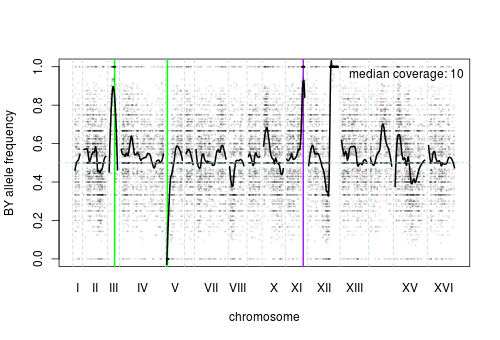 median coverage: 10
BY allele frequency
0.0 0.2 0.4 0.6 0.8 1.0
I II III IV V VII VIII X XI XII XIII XV XVI
chromosome